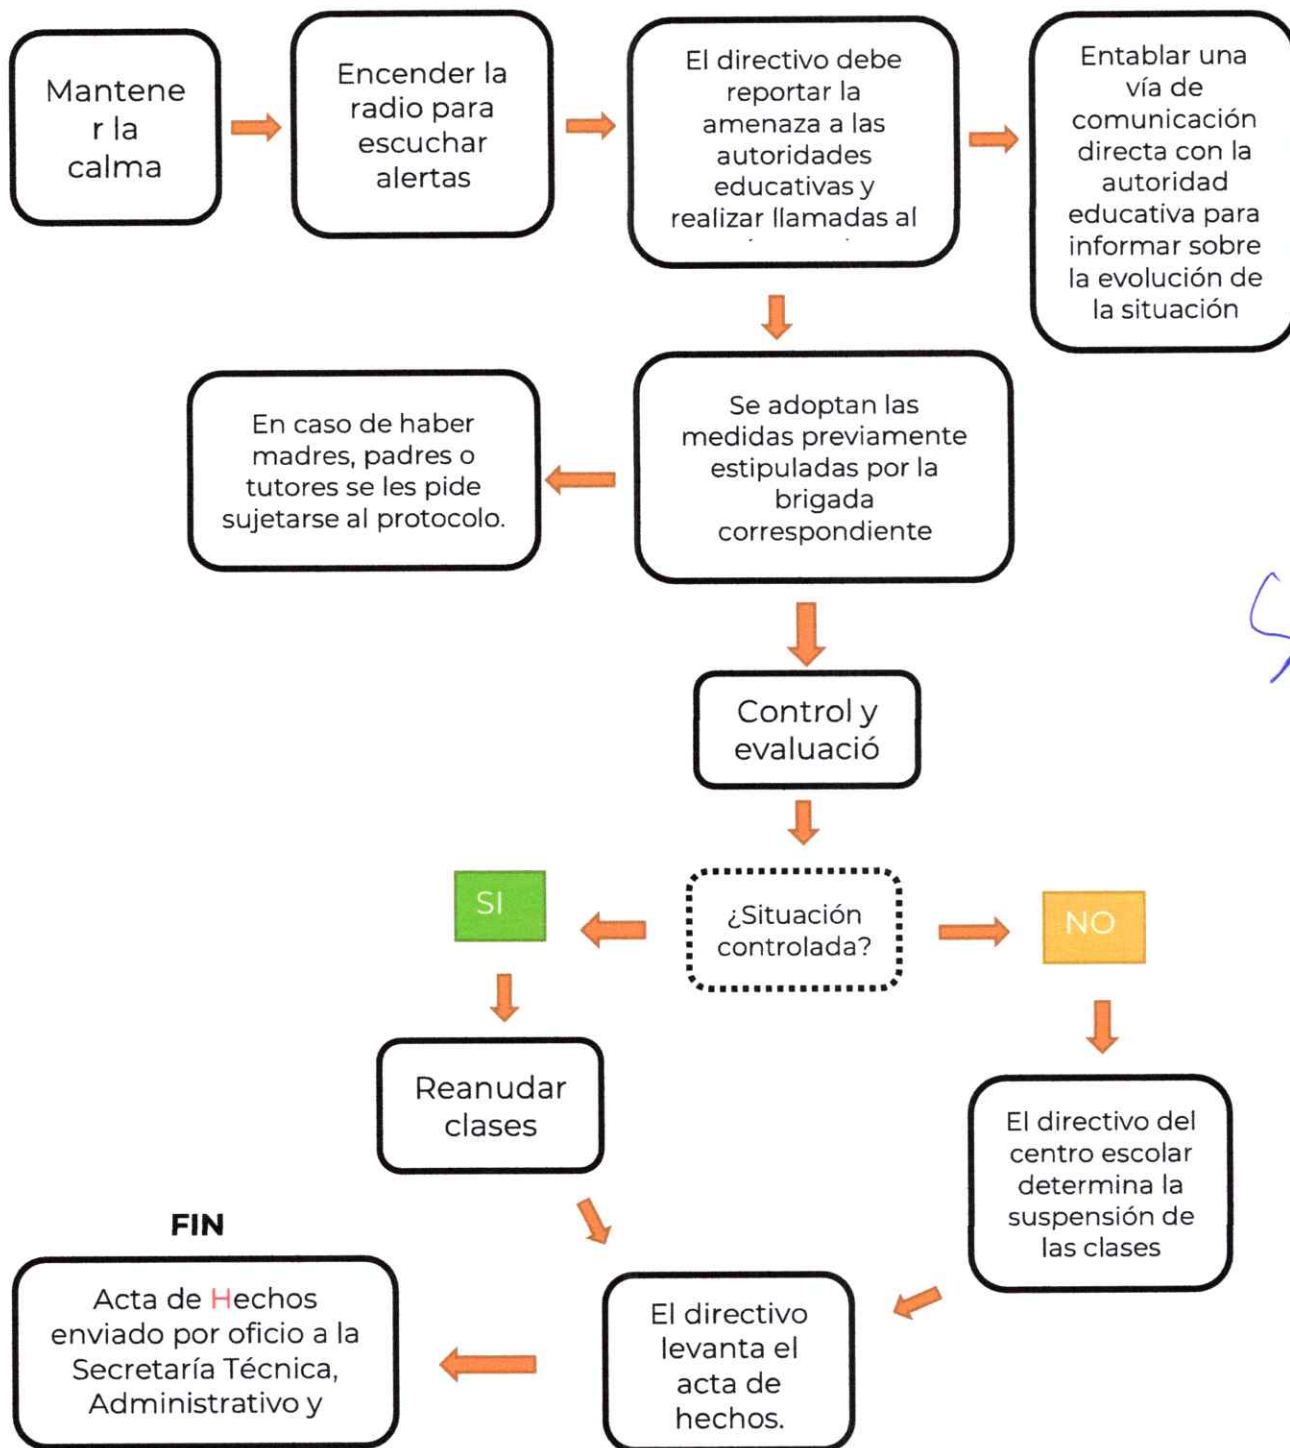 Mantene
r la
calma
Encender la
radio para
escuchar
alertas
El directivo debe
reportar la
amenaza a las
autoridades
educativas y
realizar llamadas al
Entablar una
vía de
comunicación
directa con la
autoridad
educativa para
informar sobre
la evolución de
la situación
En caso de haber
madres, padres o
tutores se les pide
sujetarse al protocolo.
Se adoptan las
medidas previamente
estipuladas por la
brigada
correspondiente
Control y
evaluació
¿Situación
controlada?
SI
NO
Reanudar
clases
El directivo del
centro escolar
determina la
suspensión de
las clases
El directivo
levanta el
acta de
hechos.
FIN
Acta de Hechos
enviado por oficio a la
Secretaría Técnica,
Administrativo y